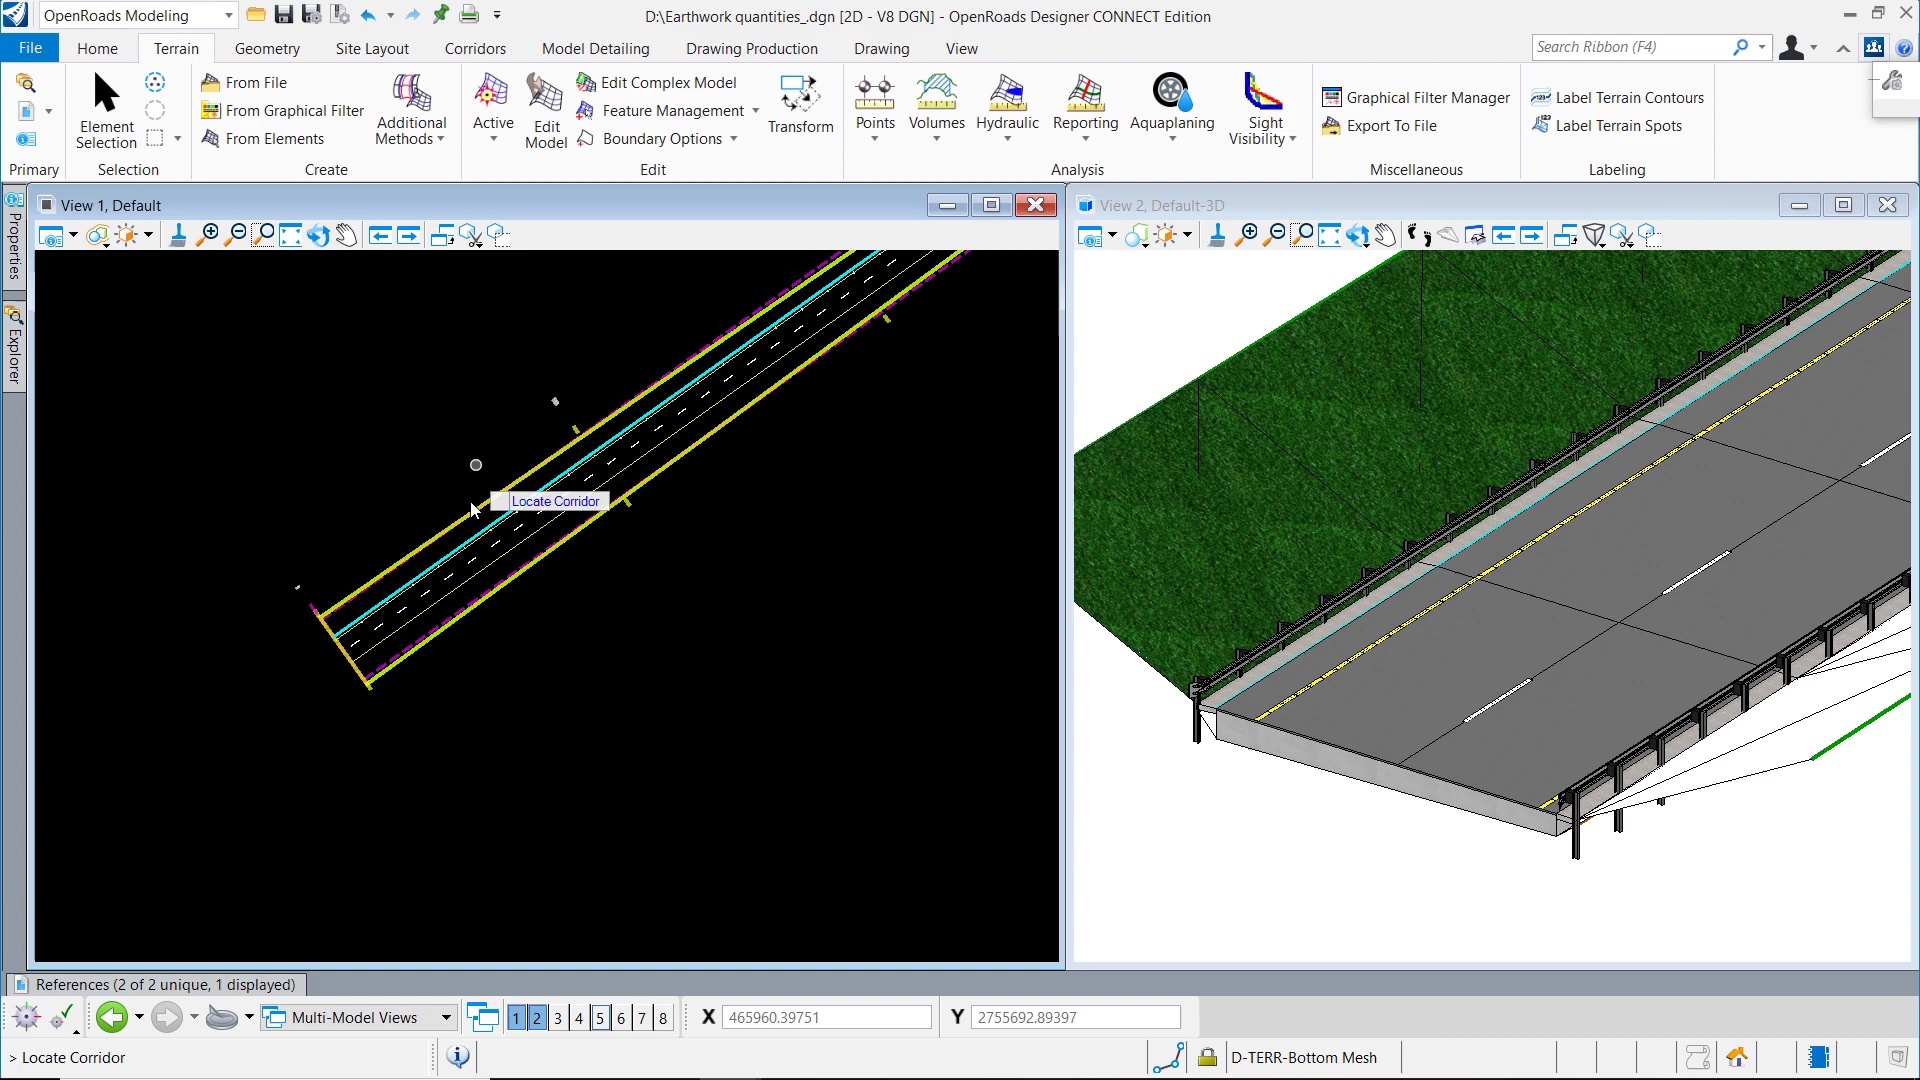 OpenRoads Modeling
D:\Earthwork quantities_.dgn [2D - V8 DGN] - OpenRoads Designer CONNECT Edition
File Home Terrain Geometry Site Layout Corridors Model Detailing Drawing Production Drawing View
Search Ribbon (F4)
Element Selection
From File
From Graphical Filter
From Elements
Additional Methods
Active
Edit Model
Edit Complex Model
Feature Management
Boundary Options
Transform
Points
Volumes
Hydraulic
Reporting
Aquaplaning
Sight Visibility
Graphical Filter Manager
Export To File
Label Terrain Contours
Label Terrain Spots
Primary Selection Create Edit Analysis Miscellaneous Labeling
Properties
Explorer
View 1, Default
View 2, Default-3D
Locate Corridor
References (2 of 2 unique, 1 displayed)
Multi-Model Views
1 2 3 4 5 6 7 8
X 465960.39751
Y 2755692.89397
> Locate Corridor
D-TERR-Bottom Mesh